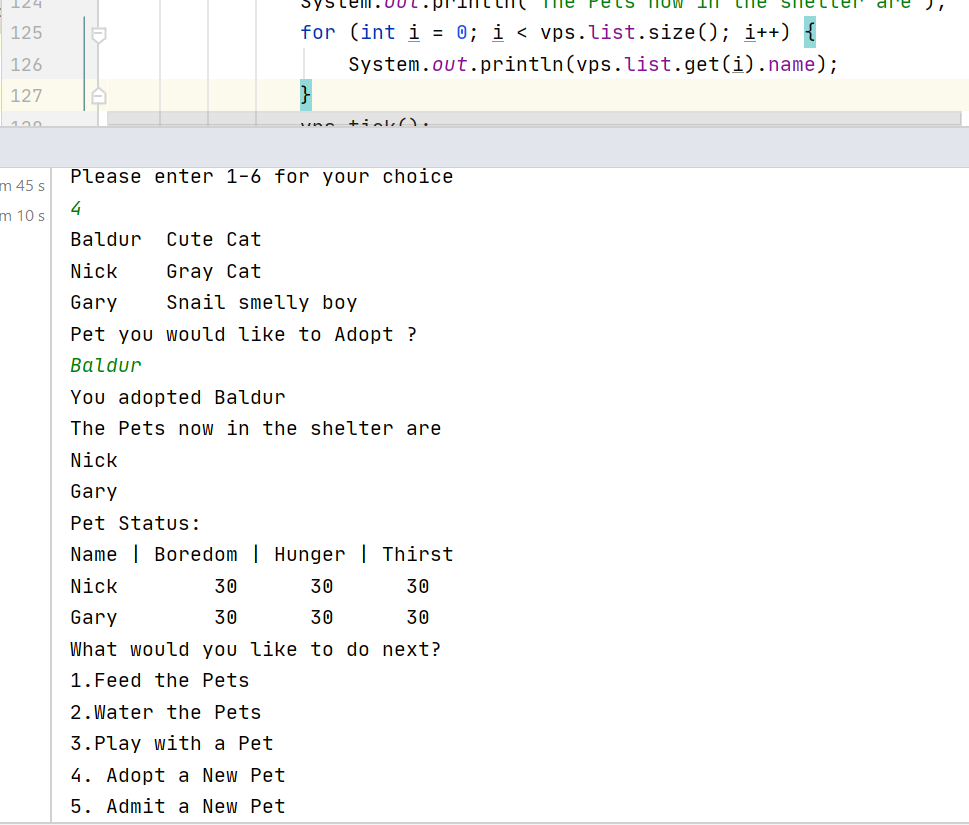 124 System.out.println("The Pets now in the shelter are");
125 for (int i = 0; i < vps.list.size(); i++) {
126 System.out.println(vps.list.get(i).name);
127 }
128 vps.tick();
Please enter 1-6 for your choice
m 45 s
4
m 10 s
Baldur  Cute Cat
Nick    Gray Cat
Gary    Snail smelly boy
Pet you would like to Adopt ?
Baldur
You adopted Baldur
The Pets now in the shelter are
Nick
Gary
Pet Status:
Name | Boredom | Hunger | Thirst
Nick        30      30      30
Gary        30      30      30
What would you like to do next?
1.Feed the Pets
2.Water the Pets
3.Play with a Pet
4. Adopt a New Pet
5. Admit a New Pet